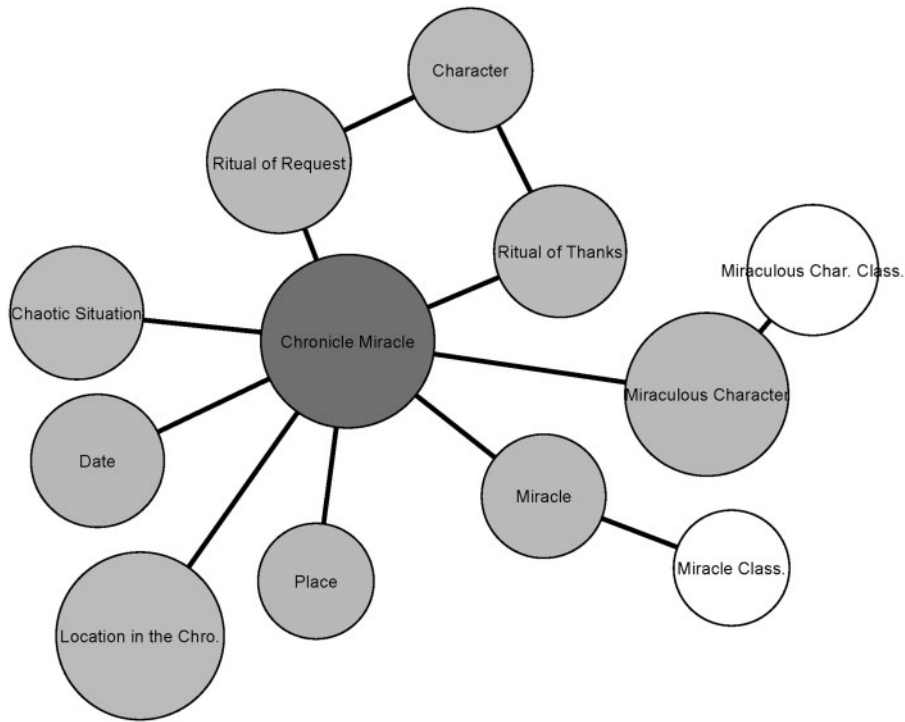 Character
Ritual of Request
Ritual of Thanks
Miraculous Char. Class.
Chaotic Situation
Chronicle Miracle
Miraculous Character
Date
Miracle
Miracle Class.
Place
Location in the Chro.